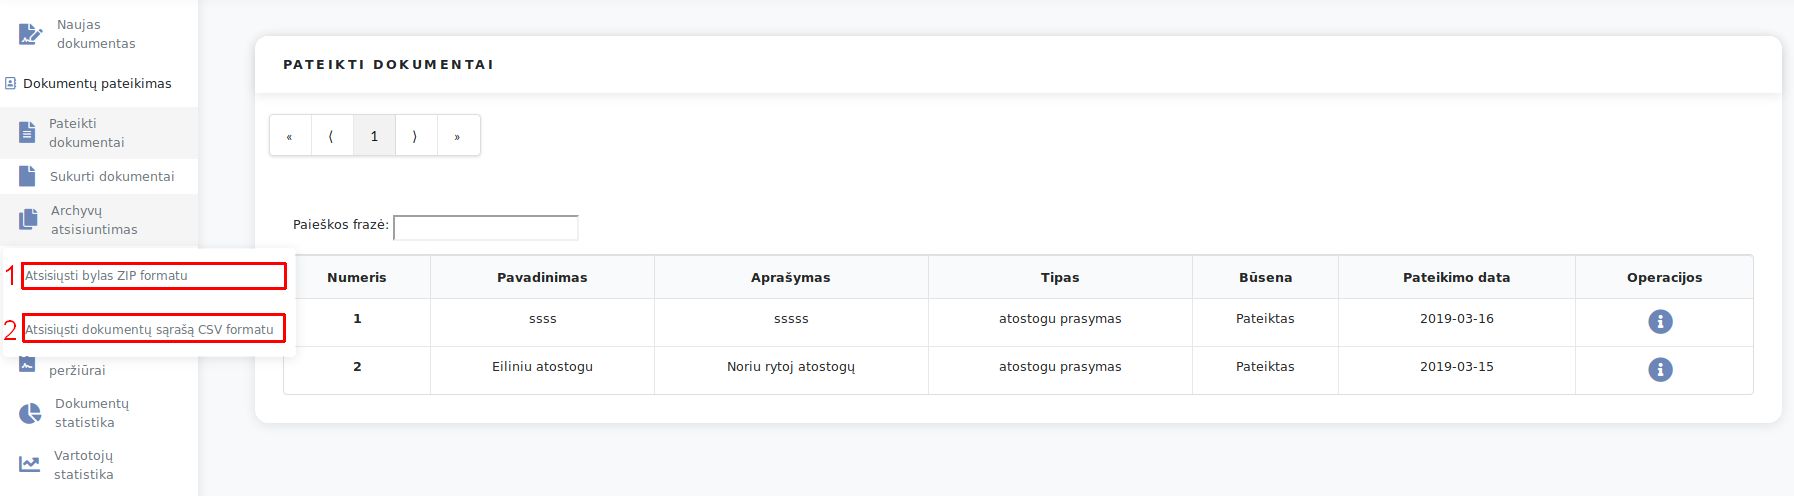 Naujas
dokumentas
Dokumentų pateikimas
Pateikti
dokumentai
Sukurti dokumentai
Archyvų
atsisiuntimas
1 Atsisiųsti bylas ZIP formatu
2 Atsisiųsti dokumentų sąrašą CSV formatu
peržiūrai
Dokumentų
statistika
Vartotojų
statistika
PATEIKTI DOKUMENTAI
« ⟨ 1 ⟩ »
Paieškos frazė:
Numeris Pavadinimas Aprašymas Tipas Būsena Pateikimo data Operacijos
1 ssss sssss atostogu prasymas Pateiktas 2019-03-16
2 Eiliniu atostogu Noriu rytoj atostogų atostogu prasymas Pateiktas 2019-03-15